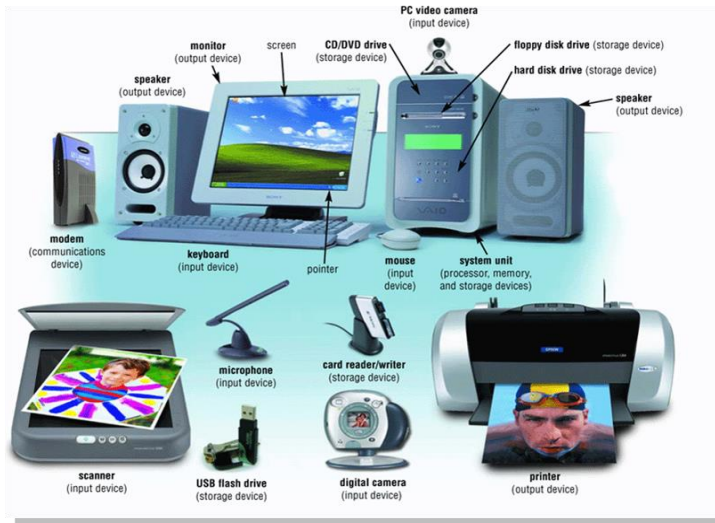 PC video camera
(input device)
monitor
(output device)
screen
CD/DVD drive
(storage device)
floppy disk drive (storage device)
hard disk drive (storage device)
speaker
(output device)
speaker
(output device)
modem
(communications
device)
keyboard
(input device)
pointer
mouse
(input
device)
system unit
(processor, memory,
and storage devices)
VAIO
microphone
(input device)
card reader/writer
(storage device)
EPSON
scanner
(input device)
USB flash drive
(storage device)
digital camera
(input device)
printer
(output device)